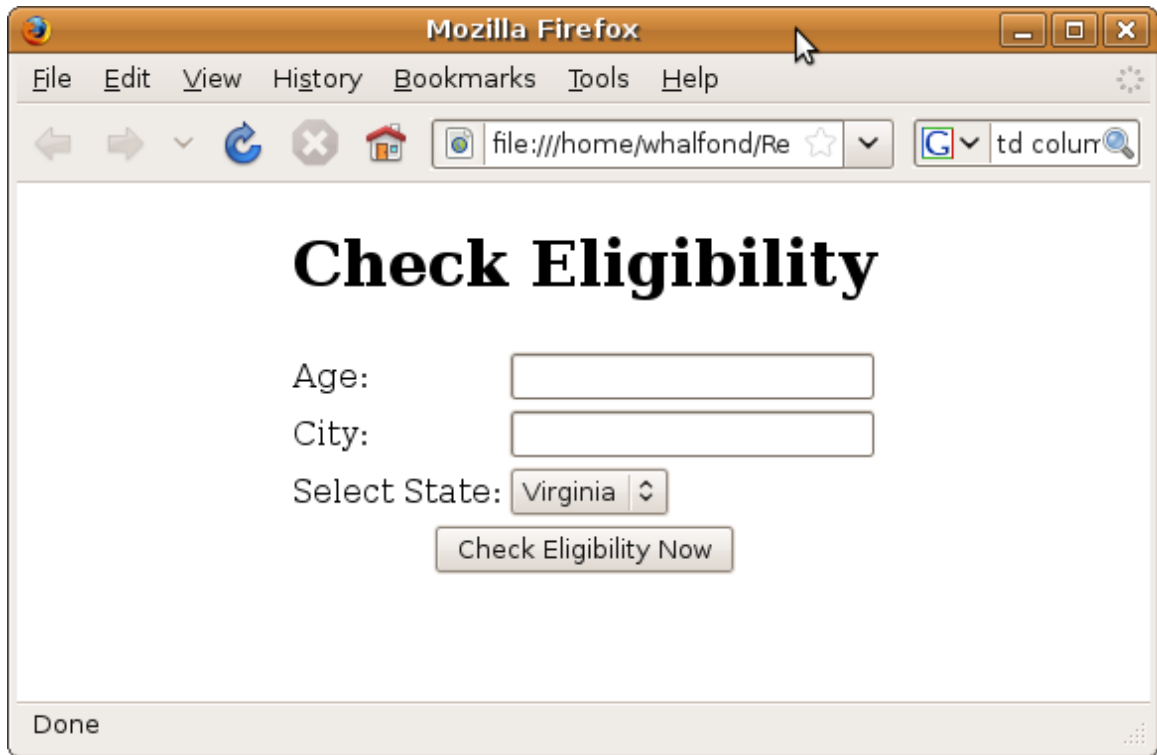 Mozilla Firefox
File Edit View History Bookmarks Tools Help
file:///home/whalfond/Re G td colum
Check Eligibility
Age:
City:
Select State: Virginia
Check Eligibility Now
Done